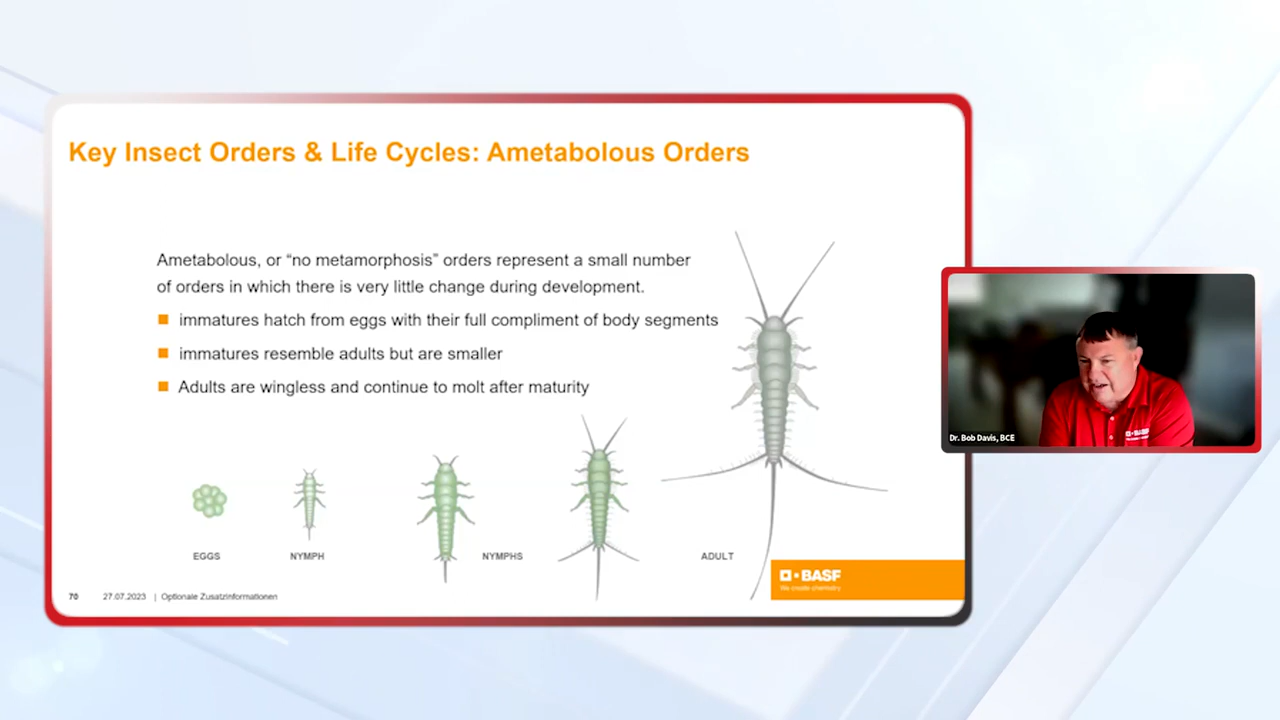 Key Insect Orders & Life Cycles: Ametabolous Orders
Ametabolous, or “no metamorphosis” orders represent a small number
of orders in which there is very little change during development.
immatures hatch from eggs with their full compliment of body segments
immatures resemble adults but are smaller
Adults are wingless and continue to molt after maturity
EGGS
NYMPH
NYMPHS
ADULT
BASF
We create chemistry
70 27.07.2023 | Optionale Zusatzinformationen
Dr. Bob Davis, BCE